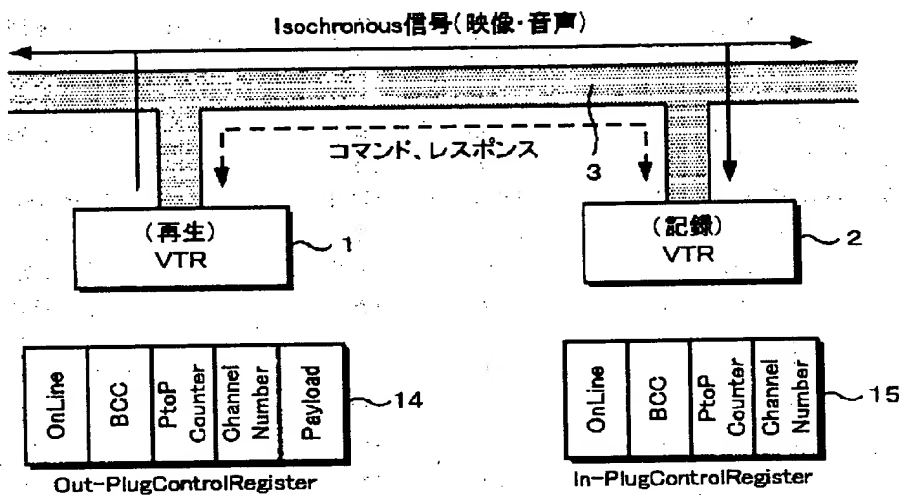 Isochronous信号(映像・音声)
コマンド、レスポンス
3
(再生)
VTR
1
(記録)
VTR
2
OnLine
BCC
PtoP
Counter
Channel
Number
Payload
14
Out-PlugControlRegister
OnLine
BCC
PtoP
Counter
Channel
Number
15
In-PlugControlRegister